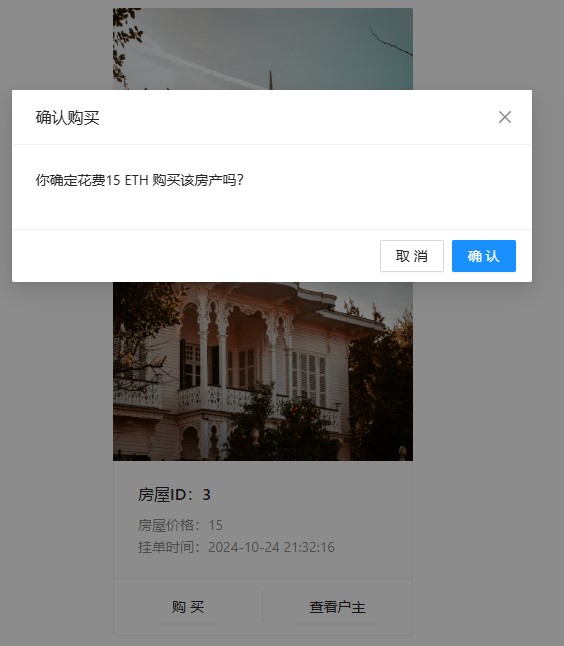 确认购买
你确定花费15 ETH 购买该房产吗?
取 消
确 认
房屋ID：3
房屋价格：15
挂单时间：2024-10-24 21:32:16
购 买
查看户主